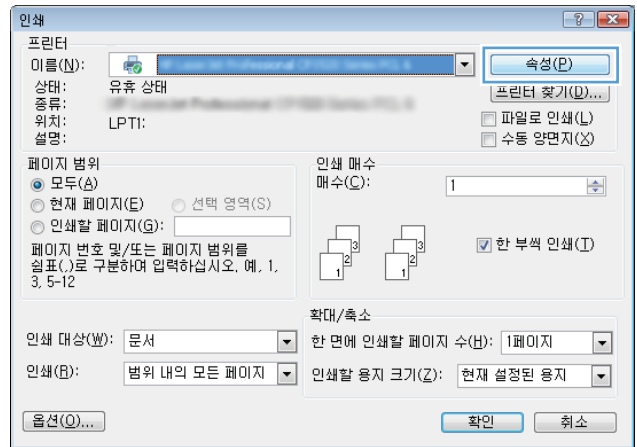 인쇄
프린터
이름(N):
속성(P)
상태: 유휴 상태
프린터 찾기(D)...
종류:
위치: LPT1:
파일로 인쇄(L)
설명:
수동 양면지(X)
페이지 범위
모두(A)
현재 페이지(E) 선택 영역(S)
인쇄할 페이지(G):
페이지 번호 및/또는 페이지 범위를
쉼표(,)로 구분하여 입력하십시오. 예, 1,
3, 5-12
인쇄 매수
매수(C): 1
3 3
2 2
1 1
한 부씩 인쇄(T)
인쇄 대상(W): 문서
인쇄(R): 범위 내의 모든 페이지
확대/축소
한 면에 인쇄할 페이지 수(H): 1페이지
인쇄할 용지 크기(Z): 현재 설정된 용지
옵션(O)...
확인 취소